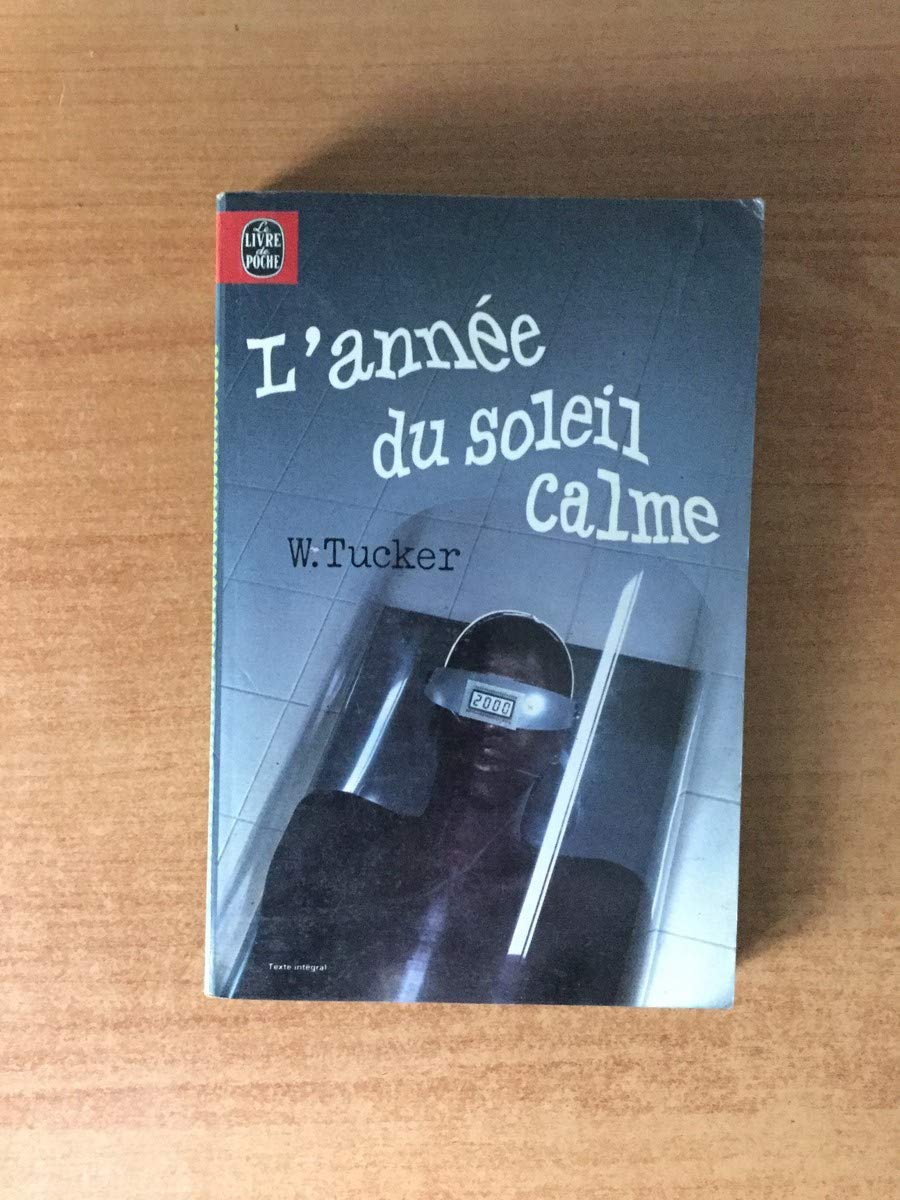 Le
LIVRE
de
POCHE
L'année
du soleil
calme
W. Tucker
2000
Texte intégral